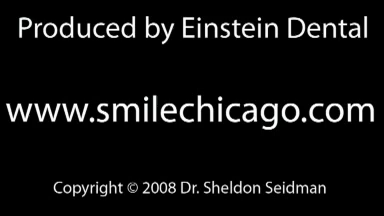 Produced by Einstein Dental
www.smilechicago.com
Copyright © 2008 Dr. Sheldon Seidman